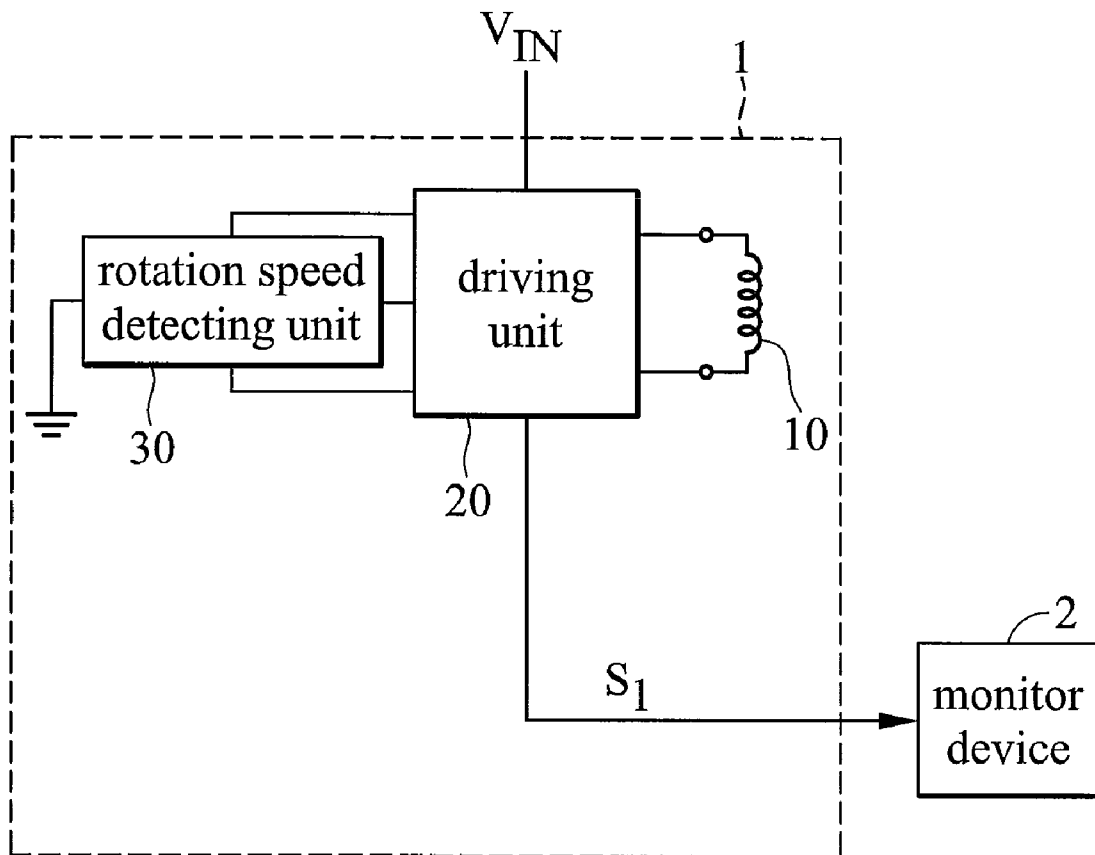 V_IN
1
rotation speed
detecting unit
driving
unit
30
20
10
S_1
2
monitor
device